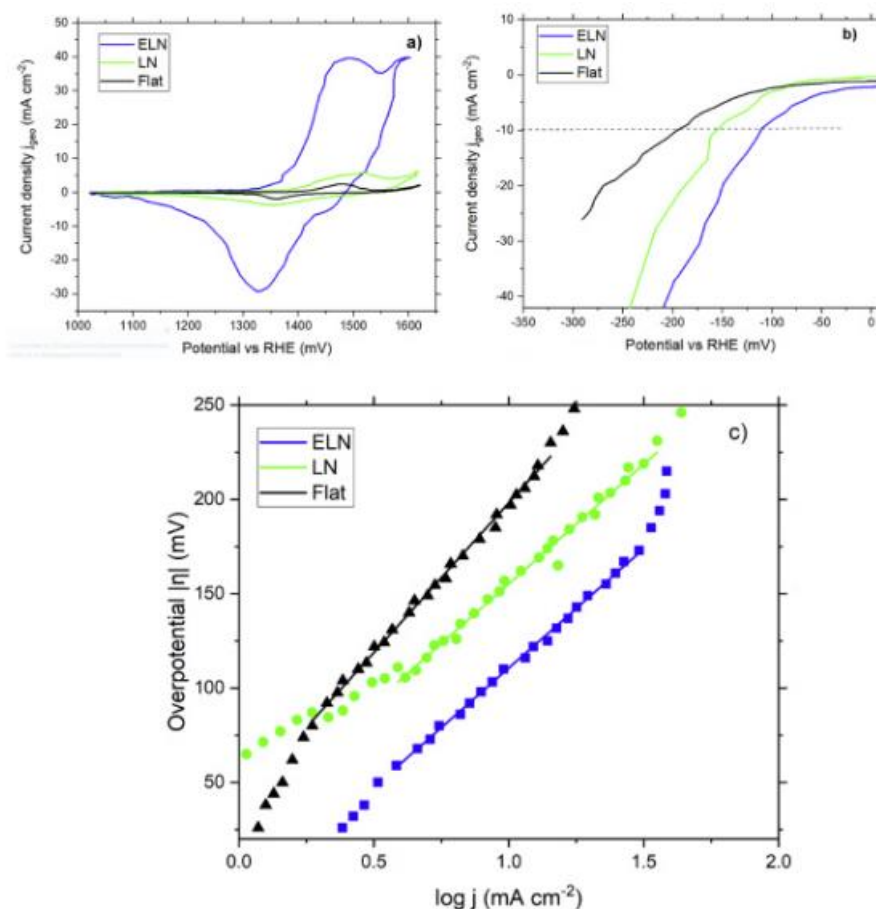 a)
ELN
LN
Flat
50
40
30
20
10
0
-10
-20
-30
1000 1100 1200 1300 1400 1500 1600
Current density j_geo (mA cm⁻²)
Potential vs RHE (mV)
b)
ELN
LN
Flat
10
0
-10
-20
-30
-40
-350 -300 -250 -200 -150 -100 -50 0
Current density j_geo (mA cm⁻²)
Potential vs RHE (mV)
c)
ELN
LN
Flat
250
200
150
100
50
0.0 0.5 1.0 1.5 2.0
Overpotential |η| (mV)
log j (mA cm⁻²)